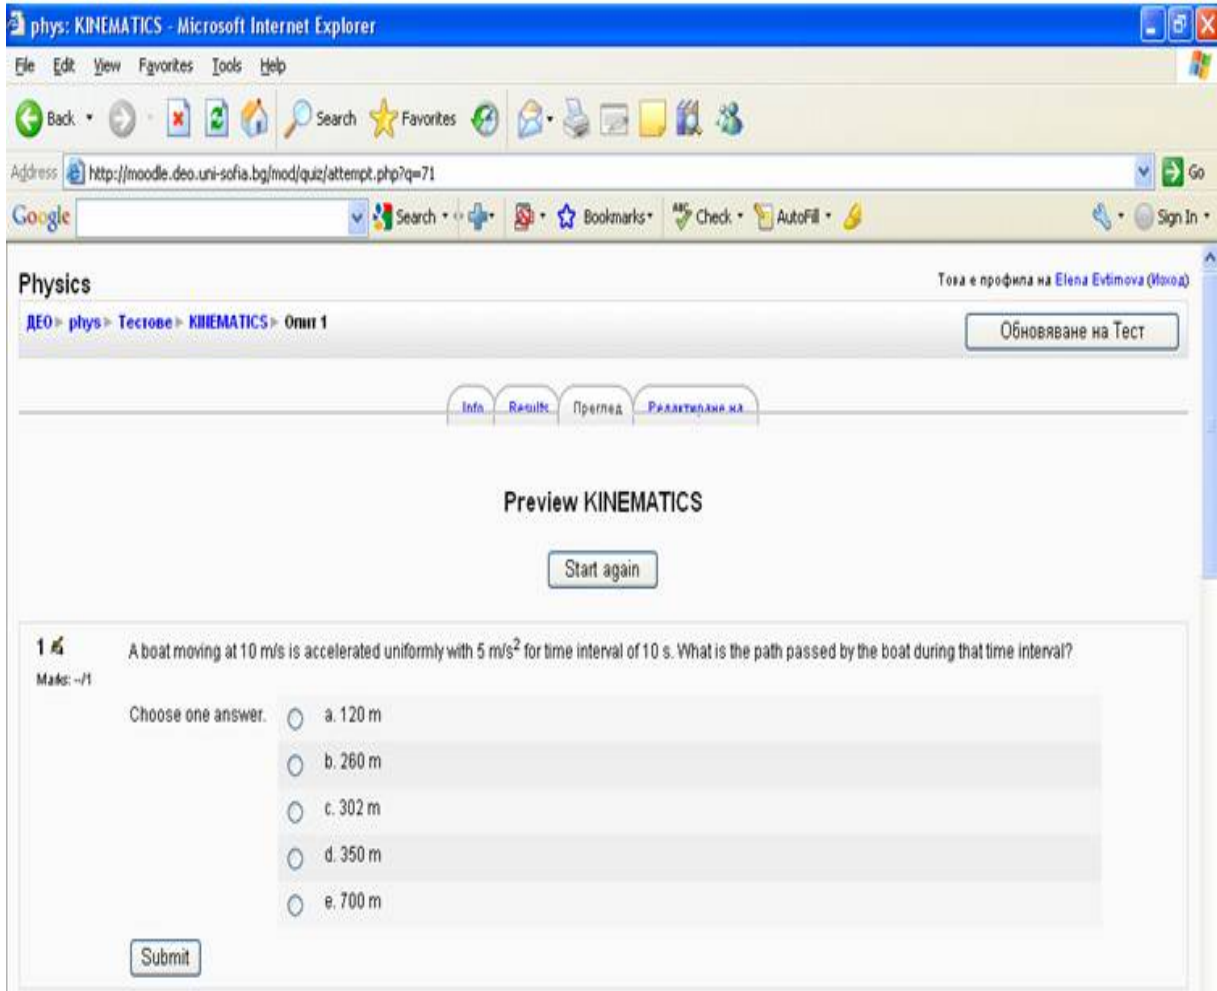 phys: KINEMATICS - Microsoft Internet Explorer
File Edit View Favorites Tools Help
Back Search Favorites
Address http://moodle.deo.uni-sofia.bg/mod/quiz/attempt.php?q=71 Go
Google Search Bookmarks ABC Check AutoFill Sign In
Physics
Това е профила на Elena Evtimova (Изход)
ДЕО phys Тестове KINEMATICS Опит 1
Обновяване на Тест
Info Results Преглед Редактиране на
Preview KINEMATICS
Start again
1
Marks: --/1
A boat moving at 10 m/s is accelerated uniformly with 5 m/s² for time interval of 10 s. What is the path passed by the boat during that time interval?
Choose one answer.
a. 120 m
b. 260 m
c. 302 m
d. 350 m
e. 700 m
Submit